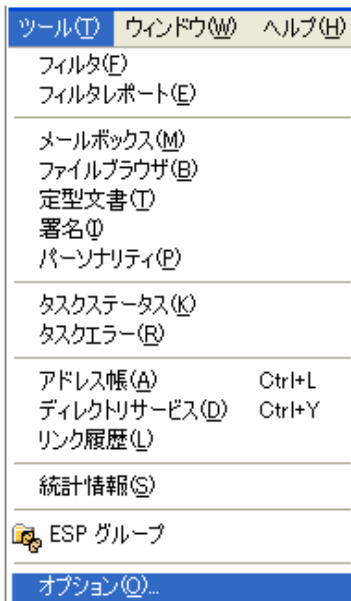 ツール(T) ウィンドウ(W) ヘルプ(H)
フィルタ(F)
フィルタレポート(E)
メールボックス(M)
ファイルブラウザ(B)
定型文書(T)
署名(I)
パーソナリティ(P)
タスクステータス(K)
タスクエラー(R)
アドレス帳(A) Ctrl+L
ディレクトリサービス(D) Ctrl+Y
リンク履歴(L)
統計情報(S)
ESP グループ
オプション(O)...